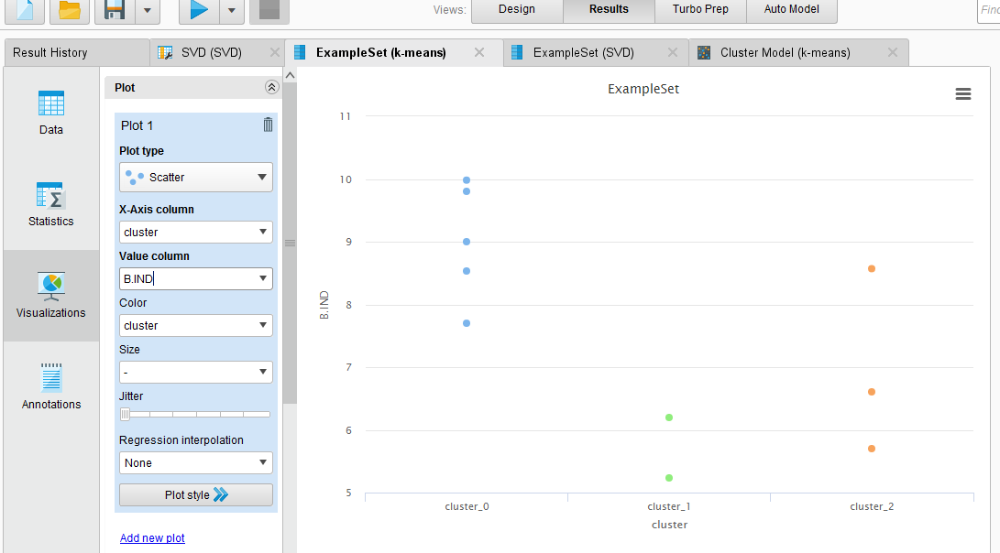 Views:
Design
Results
Turbo Prep
Auto Model
Find
Result History
SVD (SVD)
ExampleSet (k-means)
ExampleSet (SVD)
Cluster Model (k-means)
Data
Statistics
Visualizations
Annotations
Plot
Plot 1
Plot type
Scatter
X-Axis column
cluster
Value column
B.IND
Color
cluster
Size
-
Jitter
Regression interpolation
None
Plot style
Add new plot
ExampleSet
11
10
9
8
7
6
5
B.IND
cluster_0
cluster_1
cluster_2
cluster